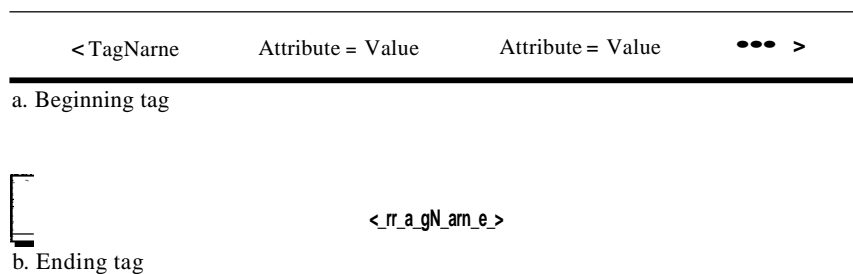 < TagNarne Attribute = Value Attribute = Value ••• >
a. Beginning tag
<_rr_a_gN_arn_e_>
b. Ending tag